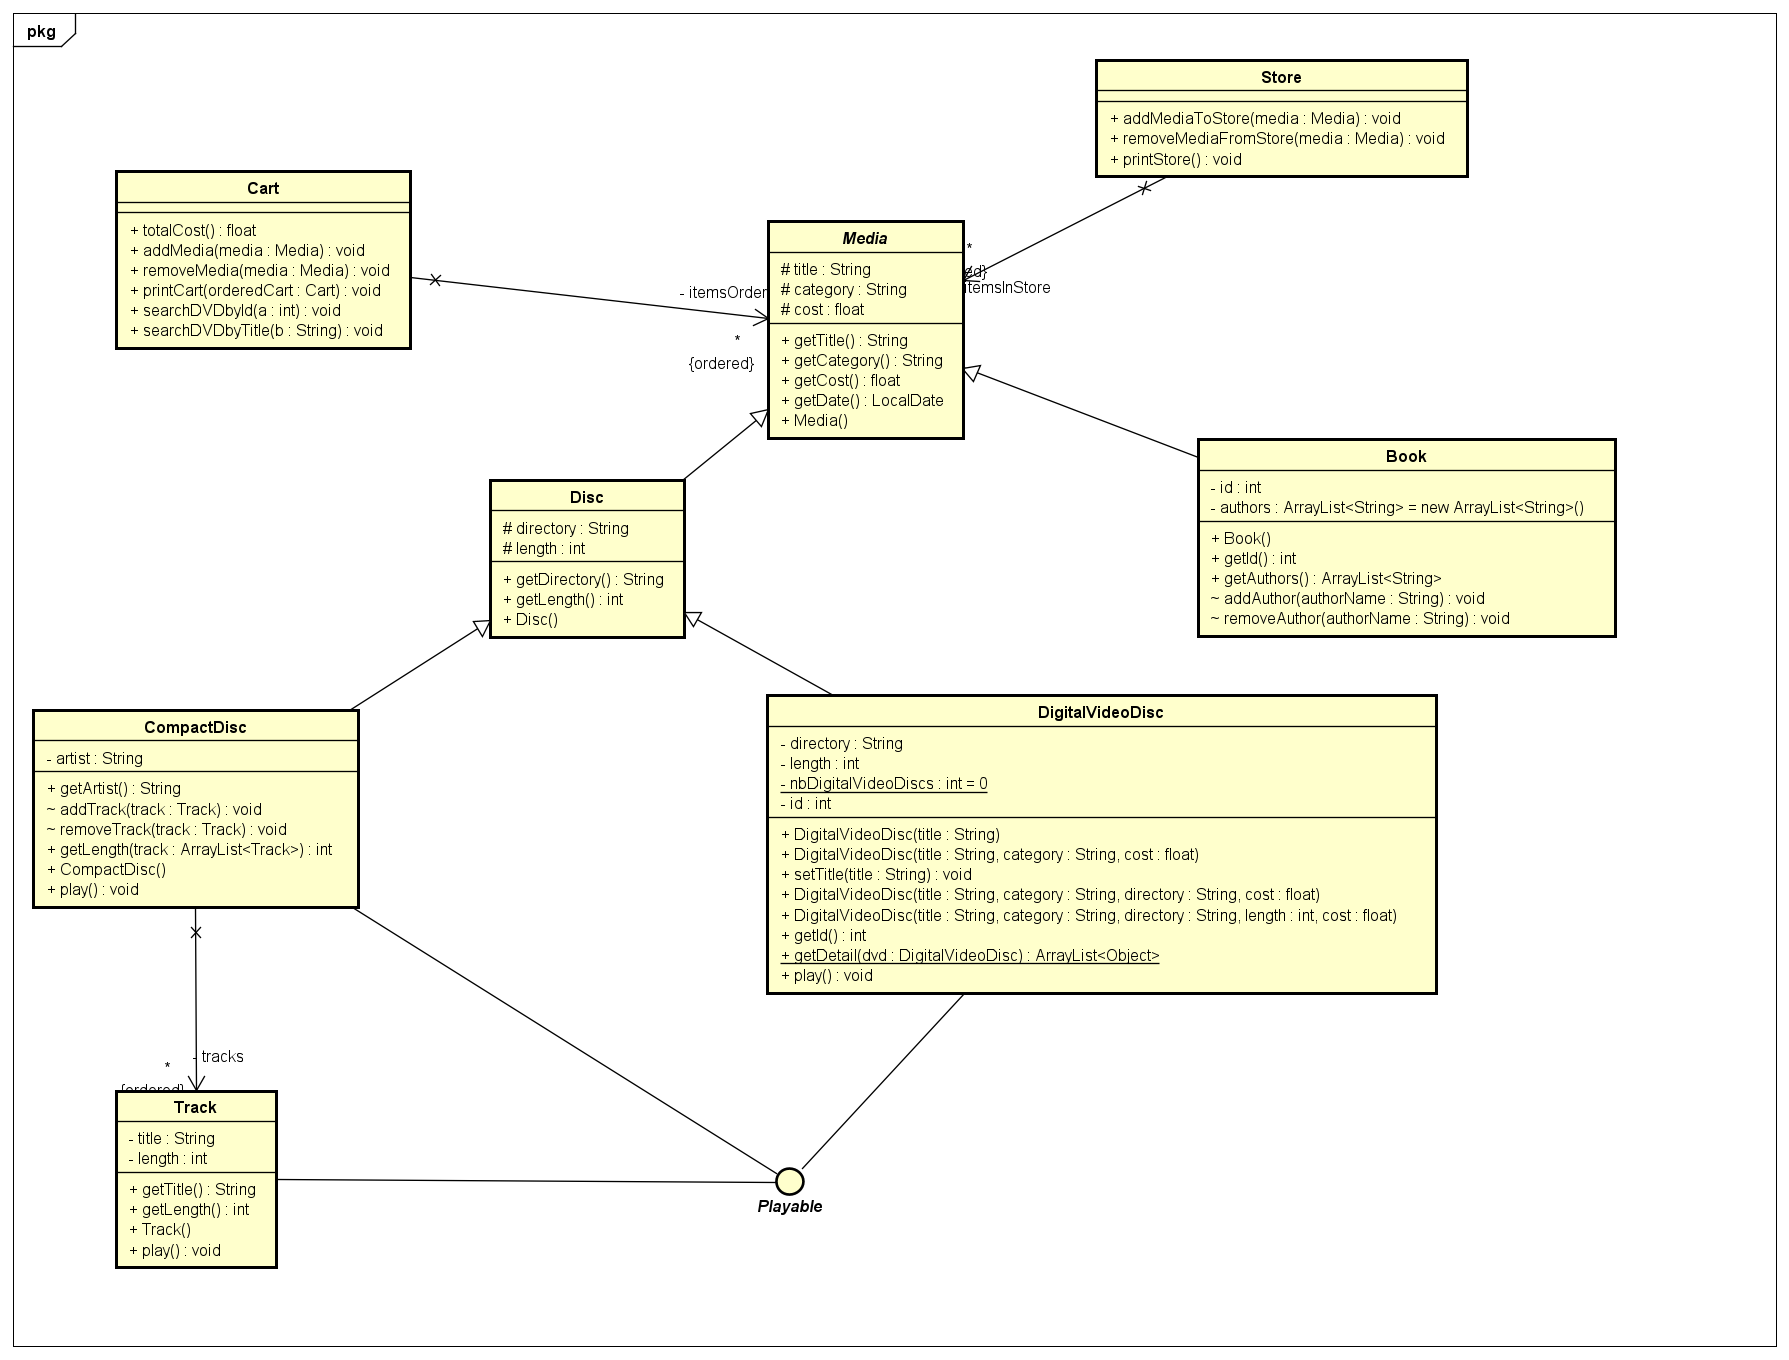 pkg
Store
+ addMediaToStore(media : Media) : void
+ removeMediaFromStore(media : Media) : void
+ printStore() : void
Cart
+ totalCost() : float
+ addMedia(media : Media) : void
+ removeMedia(media : Media) : void
+ printCart(orderedCart : Cart) : void
+ searchDVDbyId(a : int) : void
+ searchDVDbyTitle(b : String) : void
- itemsOrder
*
{ordered}
Media
# title : String
# category : String
# cost : float
+ getTitle() : String
+ getCategory() : String
+ getCost() : float
+ getDate() : LocalDate
+ Media()
*
ed}
itemsInStore
Disc
# directory : String
# length : int
+ getDirectory() : String
+ getLength() : int
+ Disc()
Book
- id : int
- authors : ArrayList<String> = new ArrayList<String>()
+ Book()
+ getId() : int
+ getAuthors() : ArrayList<String>
~ addAuthor(authorName : String) : void
~ removeAuthor(authorName : String) : void
CompactDisc
- artist : String
+ getArtist() : String
~ addTrack(track : Track) : void
~ removeTrack(track : Track) : void
+ getLength(track : ArrayList<Track>) : int
+ CompactDisc()
+ play() : void
DigitalVideoDisc
- directory : String
- length : int
- nbDigitalVideoDiscs : int = 0
- id : int
+ DigitalVideoDisc(title : String)
+ DigitalVideoDisc(title : String, category : String, cost : float)
+ setTitle(title : String) : void
+ DigitalVideoDisc(title : String, category : String, directory : String, cost : float)
+ DigitalVideoDisc(title : String, category : String, directory : String, length : int, cost : float)
+ getId() : int
+ getDetail(dvd : DigitalVideoDisc) : ArrayList<Object>
+ play() : void
- tracks
*
{ordered}
Track
- title : String
- length : int
+ getTitle() : String
+ getLength() : int
+ Track()
+ play() : void
Playable